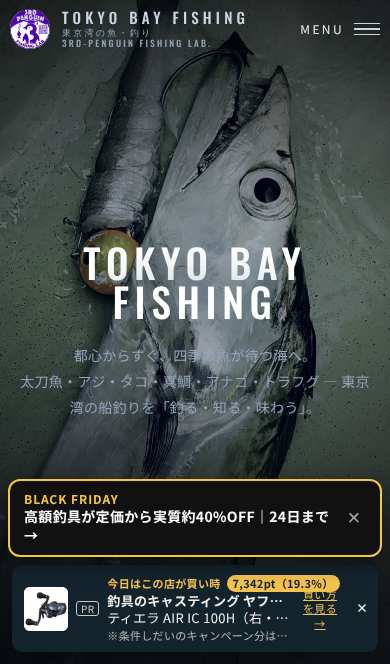 TOKYO BAY FISHING
東京湾の魚・釣り
3RD-PENGUIN FISHING LAB.
MENU
TOKYO BAY
FISHING
都心からすぐ、四季の魚が待つ海へ。
太刀魚・アジ・タコ・真鯛・アナゴ・トラフグ — 東京
湾の船釣りを「釣る・知る・味わう」。
BLACK FRIDAY
高額釣具が定価から実質約40%OFF｜24日まで
→
×
今日はこの店が買い時 7,342pt（19.3%）
PR
釣具のキャスティング ヤフ…
ティエラ AIR IC 100H（右・…
※条件しだいのキャンペーン分は…
買い方
を見る
→
×